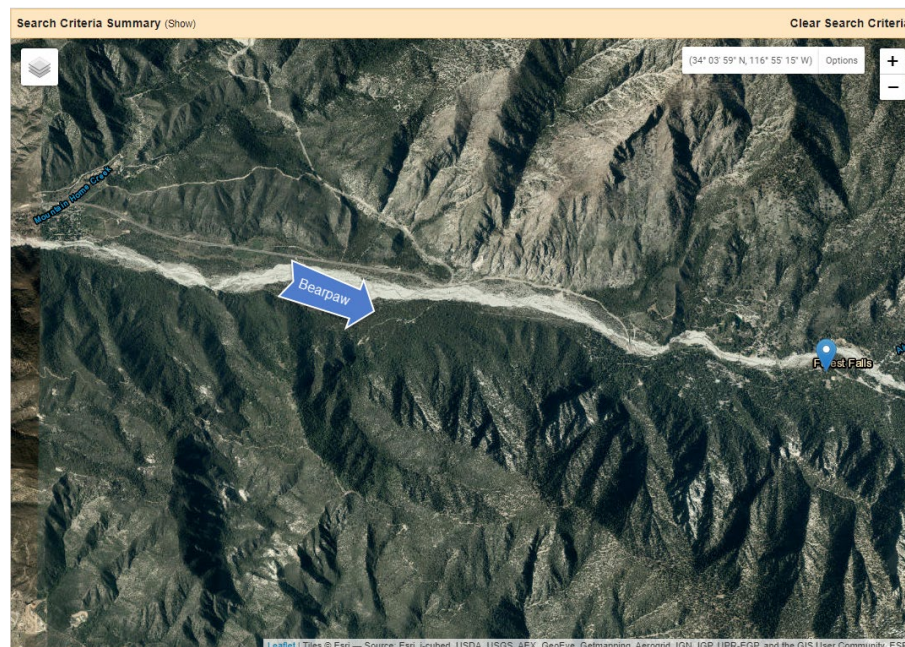 Search Criteria Summary (Show)
Clear Search Criteria
(34° 03' 59" N, 116° 55' 15" W)
Options
+
−
Mountain Home Creek
Bearpaw
Forest Falls
Leaflet | Tiles © Esri — Source: Esri, i-cubed, USDA, USGS, AEX, GeoEye, Getmapping, Aerogrid, IGN, IGP, UPR-EGP, and the GIS User Community, ESRI